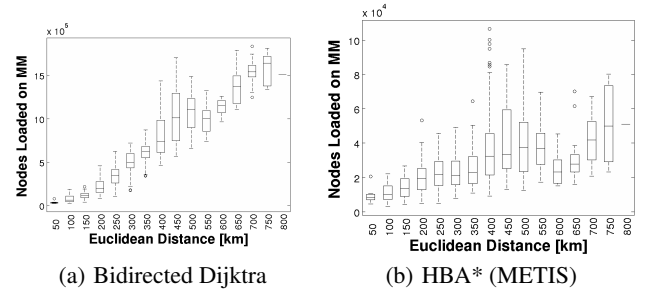 x 10^5
15
10
5
0
Nodes Loaded on MM
50 100 150 200 250 300 350 400 450 500 550 600 650 700 750 800
Euclidean Distance [km]
(a) Bidirected Dijktra
x 10^4
10
8
6
4
2
0
Nodes Loaded on MM
50 100 150 200 250 300 350 400 450 500 550 600 650 700 750 800
Euclidean Distance [km]
(b) HBA* (METIS)